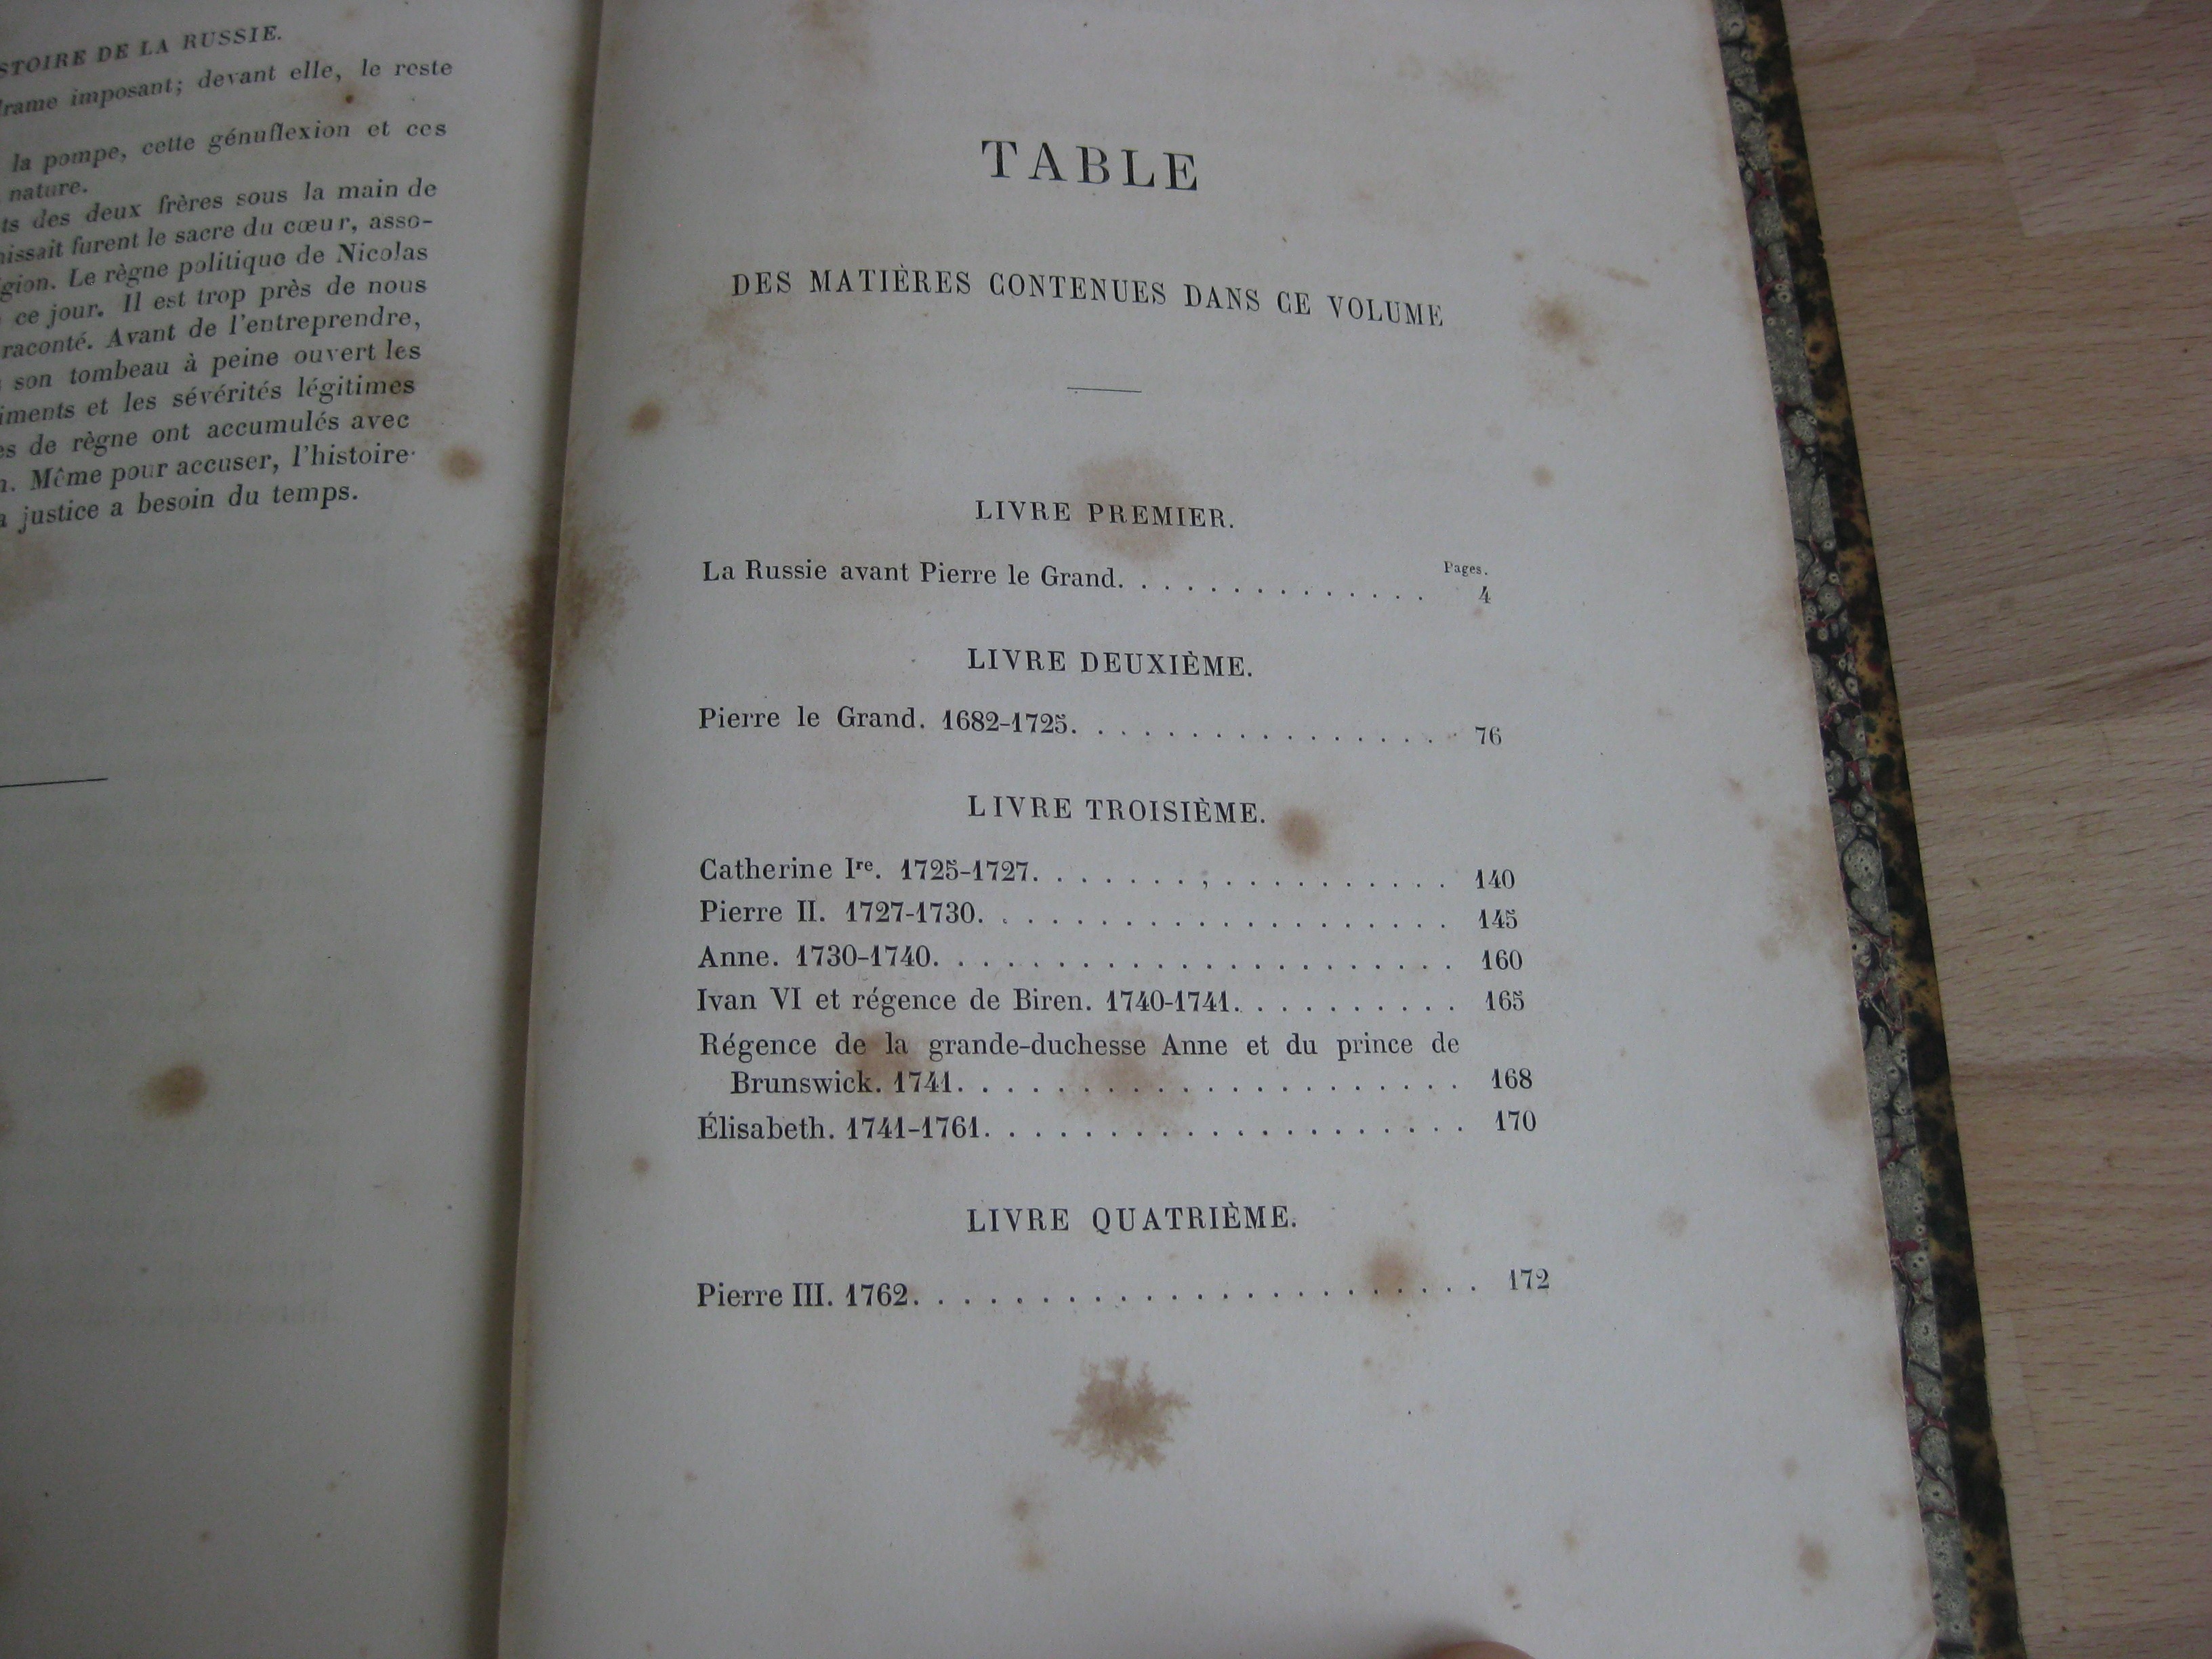 STOIRE DE LA RUSSIE.
drame imposant; devant elle, le reste
la pompe, cette génuflexion et ces
nature.
ts des deux frères sous la main de
nissait furent le sacre du cœur, asso-
gion. Le règne politique de Nicolas
ce jour. Il est trop près de nous
raconté. Avant de l'entreprendre,
son tombeau à peine ouvert les
iments et les sévérités légitimes
es de règne ont accumulés avec
n. Même pour accuser, l'histoire
a justice a besoin du temps.
TABLE
DES MATIÈRES CONTENUES DANS CE VOLUME
LIVRE PREMIER.
Pages.
La Russie avant Pierre le Grand. . . . . . . . . . . . . . 4
LIVRE DEUXIÈME.
Pierre le Grand. 1682-1725. . . . . . . . . . . . . . . . 76
LIVRE TROISIÈME.
Catherine Ire. 1725-1727. . . . . . . . . . . . . . . . . . 140
Pierre II. 1727-1730. . . . . . . . . . . . . . . . . . . . 145
Anne. 1730-1740. . . . . . . . . . . . . . . . . . . . . . 160
Ivan VI et régence de Biren. 1740-1741. . . . . . . . . . 165
Régence de la grande-duchesse Anne et du prince de
Brunswick. 1741. . . . . . . . . . . . . . . . . . . . . 168
Élisabeth. 1741-1761. . . . . . . . . . . . . . . . . . . . 170
LIVRE QUATRIÈME.
Pierre III. 1762. . . . . . . . . . . . . . . . . . . . . . 172